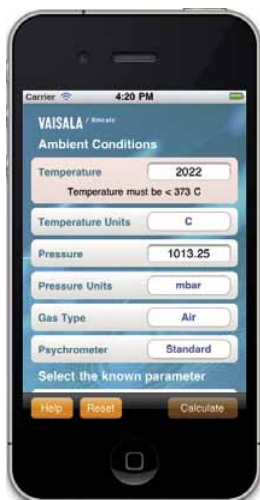 Carrier 4:20 PM
VAISALA / Hmcalc
Ambient Conditions
Temperature 2022
Temperature must be < 373 C
Temperature Units C
Pressure 1013.25
Pressure Units mbar
Gas Type Air
Psychrometer Standard
Select the known parameter
Help Reset Calculate